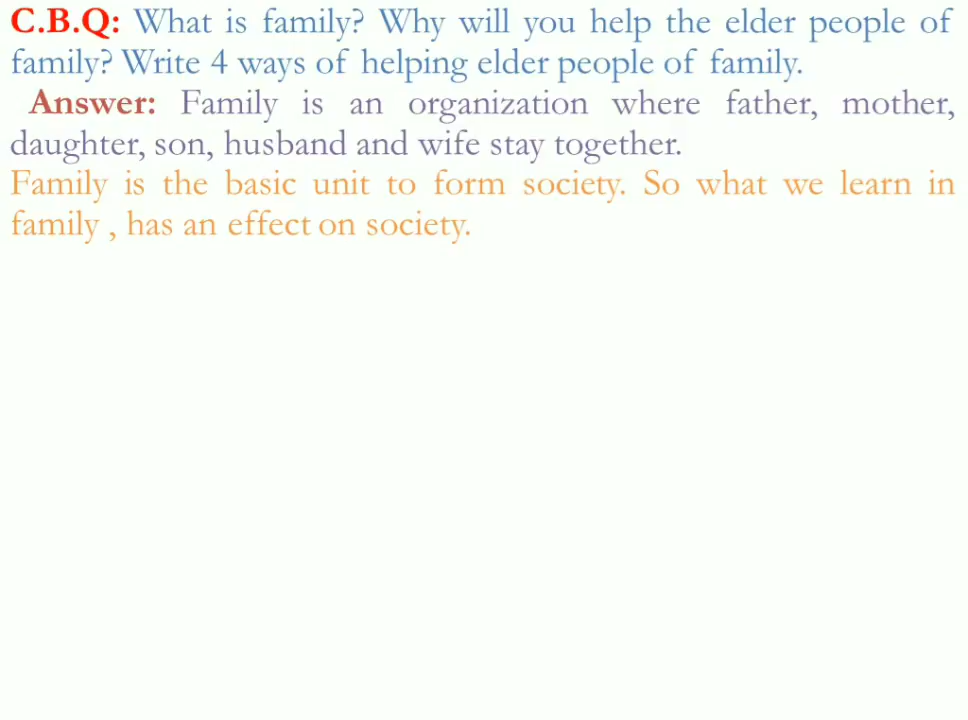 C.B.Q: What is family? Why will you help the elder people of
family? Write 4 ways of helping elder people of family.
Answer: Family is an organization where father, mother,
daughter, son, husband and wife stay together.
Family is the basic unit to form society. So what we learn in
family , has an effect on society.